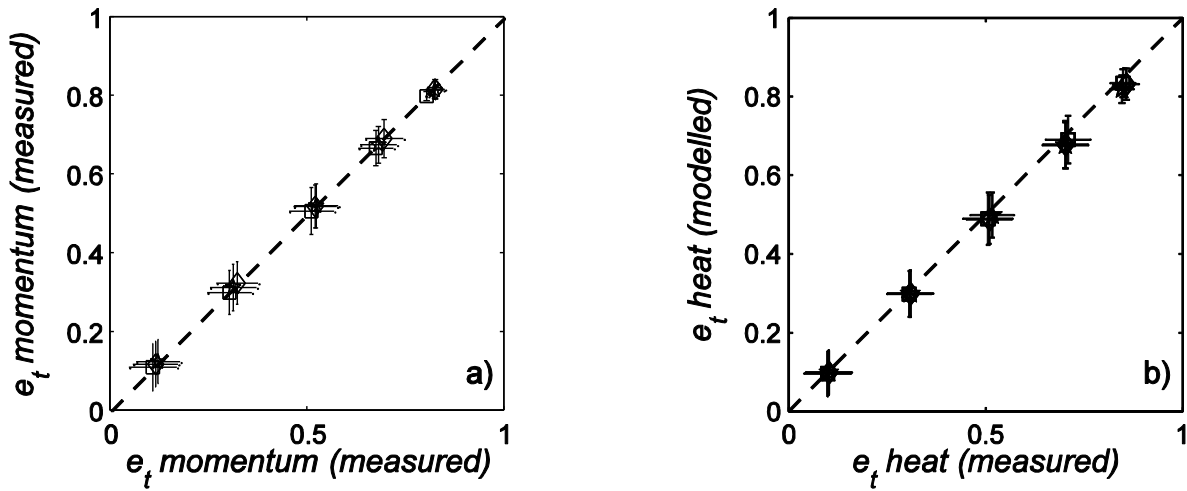 e_t momentum (measured)
1
0.8
0.6
0.4
0.2
0
0 0.5 1
a)
e_t momentum (measured)
e_t heat (modelled)
1
0.8
0.6
0.4
0.2
0
0 0.5 1
b)
e_t heat (measured)